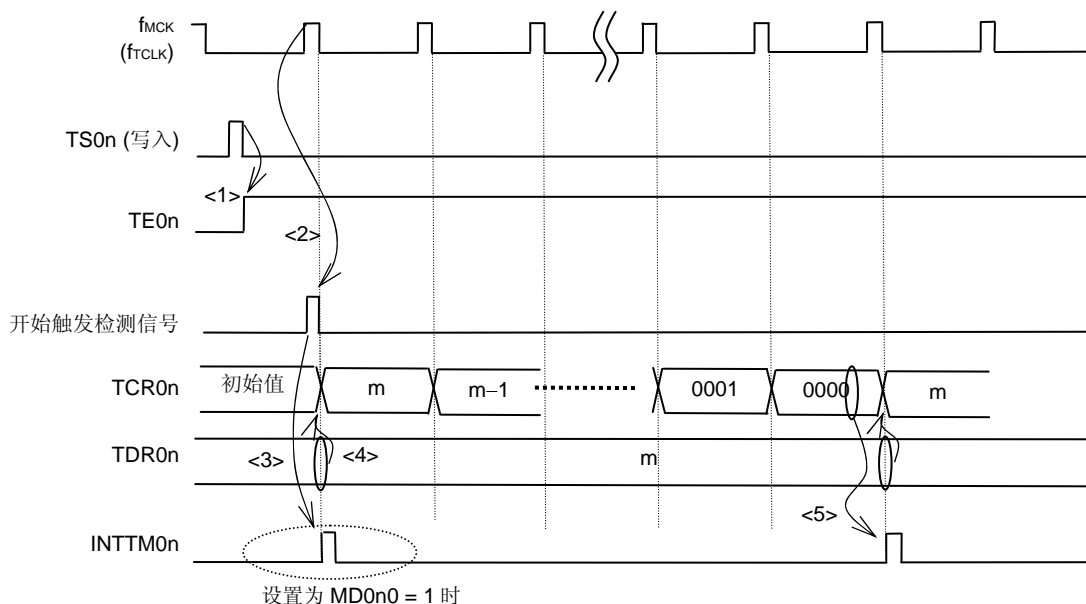 fMCK
(fTCLK)
TS0n (写入)
<1>
TE0n
<2>
开始触发检测信号
TCR0n
初始值
m
m−1
0001
0000
m
TDR0n
<3>
<4>
m
<5>
INTTM0n
设置为 MD0n0 = 1 时